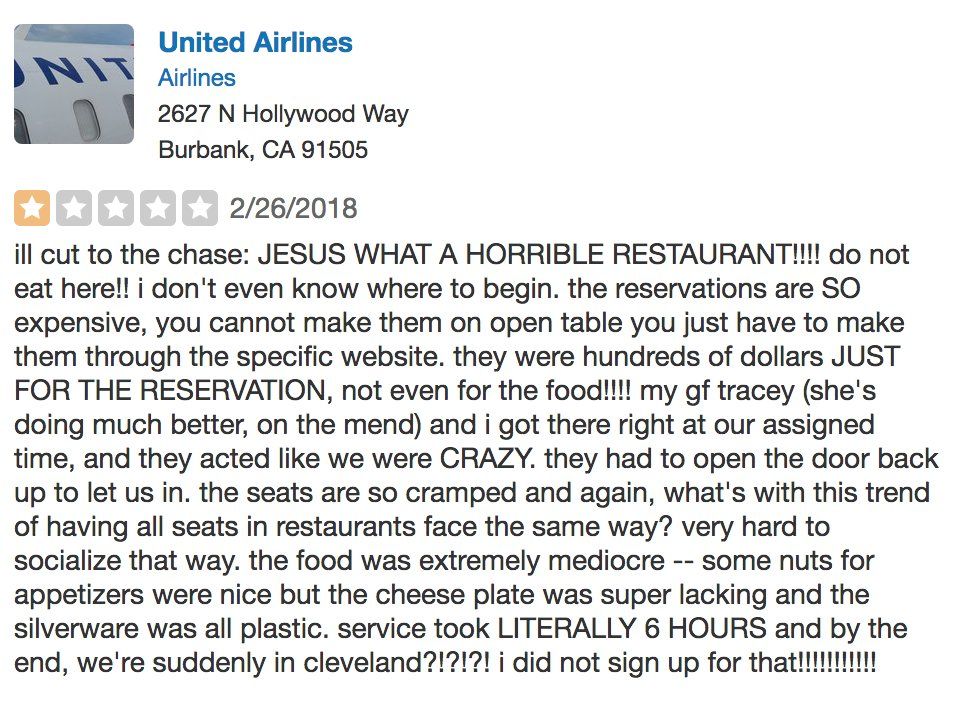 UNIT
United Airlines
Airlines
2627 N Hollywood Way
Burbank, CA 91505
2/26/2018
ill cut to the chase: JESUS WHAT A HORRIBLE RESTAURANT!!!! do not
eat here!! i don't even know where to begin. the reservations are SO
expensive, you cannot make them on open table you just have to make
them through the specific website. they were hundreds of dollars JUST
FOR THE RESERVATION, not even for the food!!!! my gf tracey (she's
doing much better, on the mend) and i got there right at our assigned
time, and they acted like we were CRAZY. they had to open the door back
up to let us in. the seats are so cramped and again, what's with this trend
of having all seats in restaurants face the same way? very hard to
socialize that way. the food was extremely mediocre -- some nuts for
appetizers were nice but the cheese plate was super lacking and the
silverware was all plastic. service took LITERALLY 6 HOURS and by the
end, we're suddenly in cleveland?!?!?! i did not sign up for that!!!!!!!!!!!